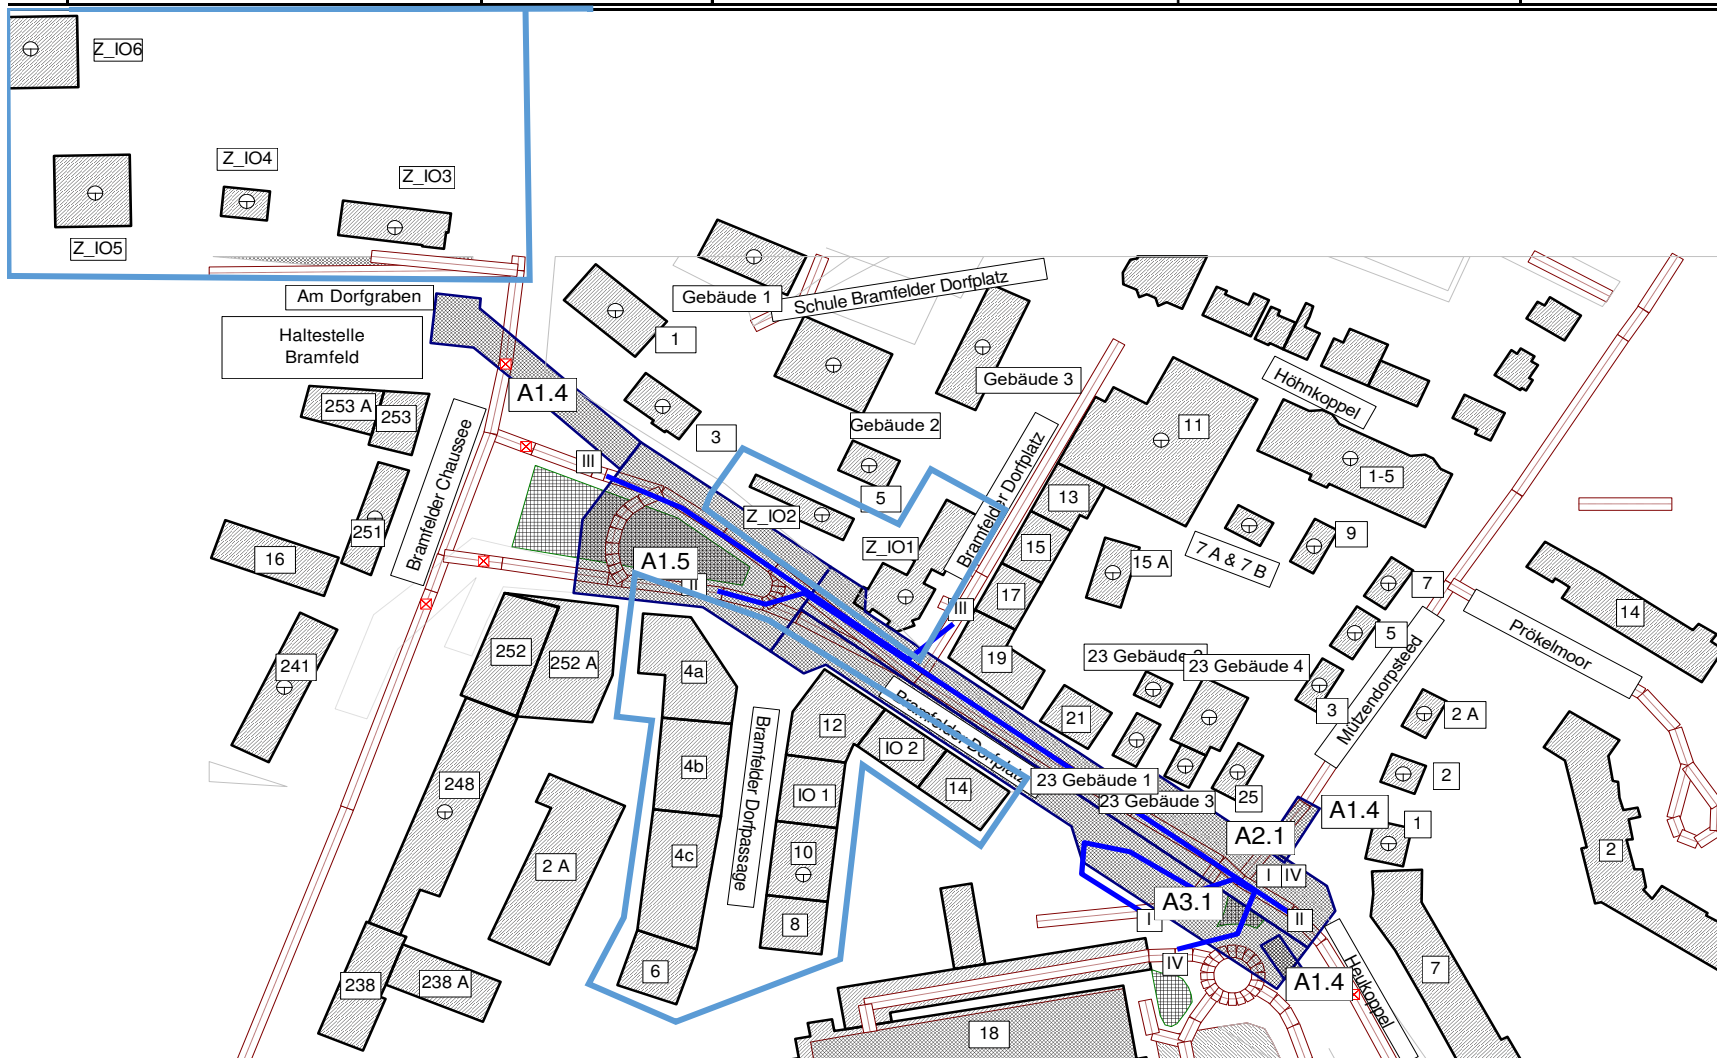 Z_IO6
Z_IO4
Z_IO3
Z_IO5
Am Dorfgraben
Haltestelle
Bramfeld
Gebäude 1
Schule Bramfelder Dorfplatz
1
Gebäude 3
Höhnkoppel
A1.4
253 A
253
3
Gebäude 2
11
Bramfelder Chaussee
III
5
Bramfelder Dorfplatz
13
1-5
Z_IO2
251
16
A1.5
II
Z_IO1
15
15 A
7 A & 7 B
9
7
17
III
14
5
Prökelmoor
252
252 A
241
4a
19
23 Gebäude 2
23 Gebäude 4
Mützendorpsteed
3
2 A
21
12
Bramfelder Dorfplatz
IO 2
Bramfelder Dorfpassage
4b
248
IO 1
14
23 Gebäude 1
23 Gebäude 3
25
2
A1.4
1
A2.1
4c
10
2 A
2
I
IV
A3.1
I
II
8
6
IV
238
238 A
A1.4
Heukoppel
7
18